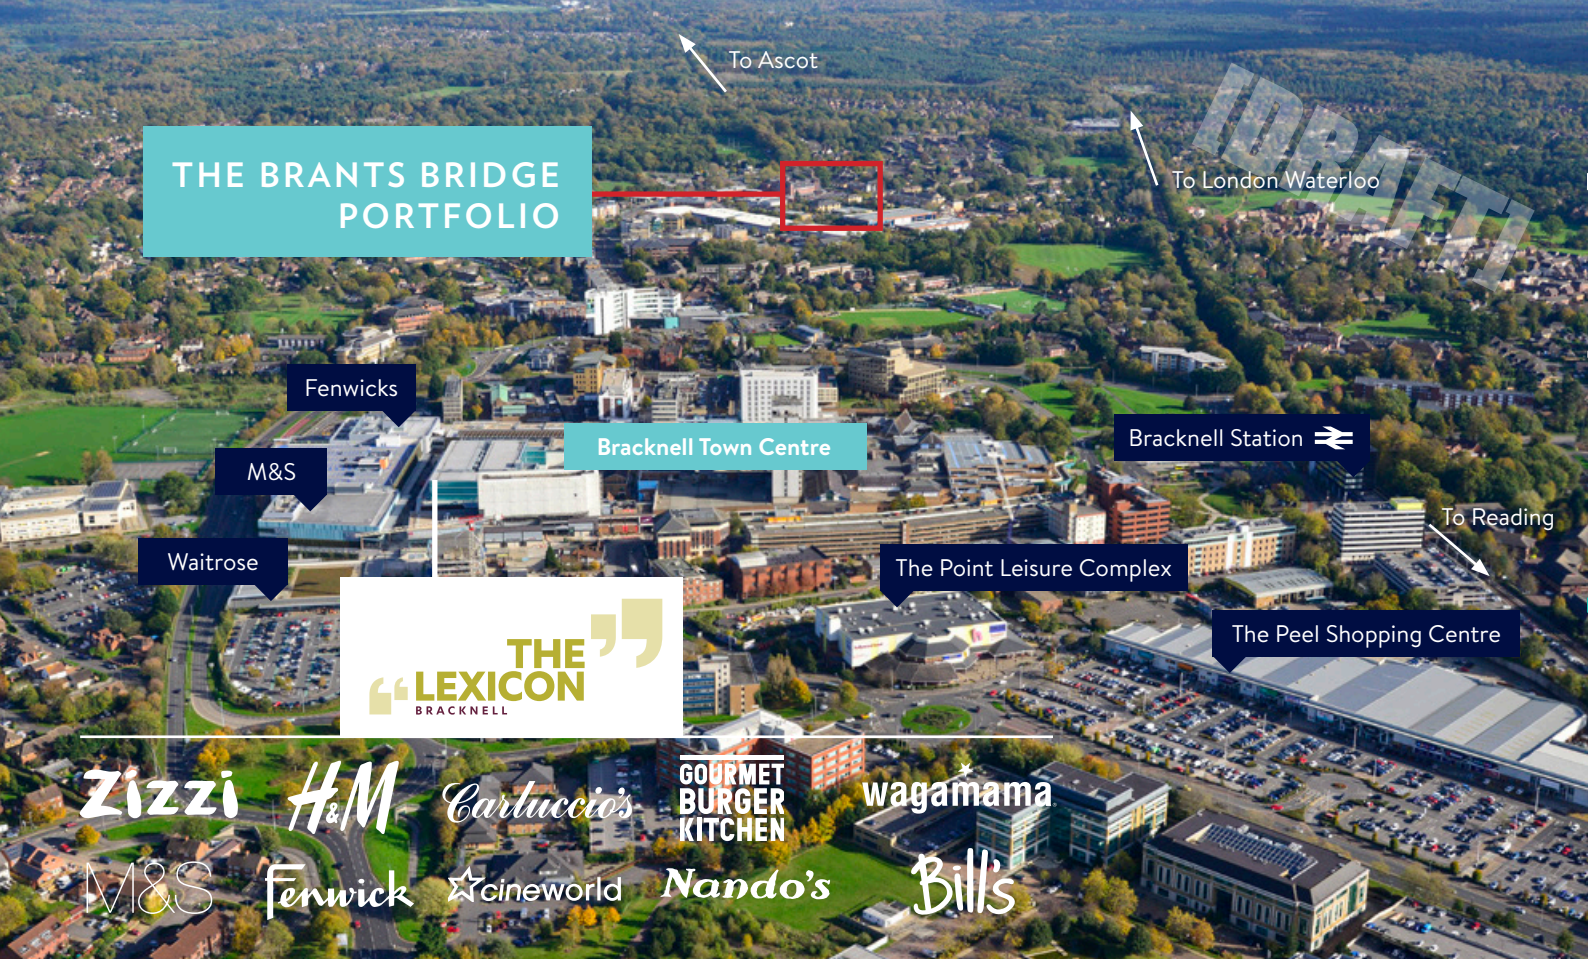 To Ascot
[DRAFT]
THE BRANTS BRIDGE
PORTFOLIO
To London Waterloo
Fenwicks
Bracknell Town Centre
Bracknell Station
M&S
To Reading
Waitrose
The Point Leisure Complex
The Peel Shopping Centre
THE
LEXICON
BRACKNELL
Zizzi
H&M
Carluccio's
GOURMET
BURGER
KITCHEN
wagamama
M&S
Fenwick
cineworld
Nando's
Bill's